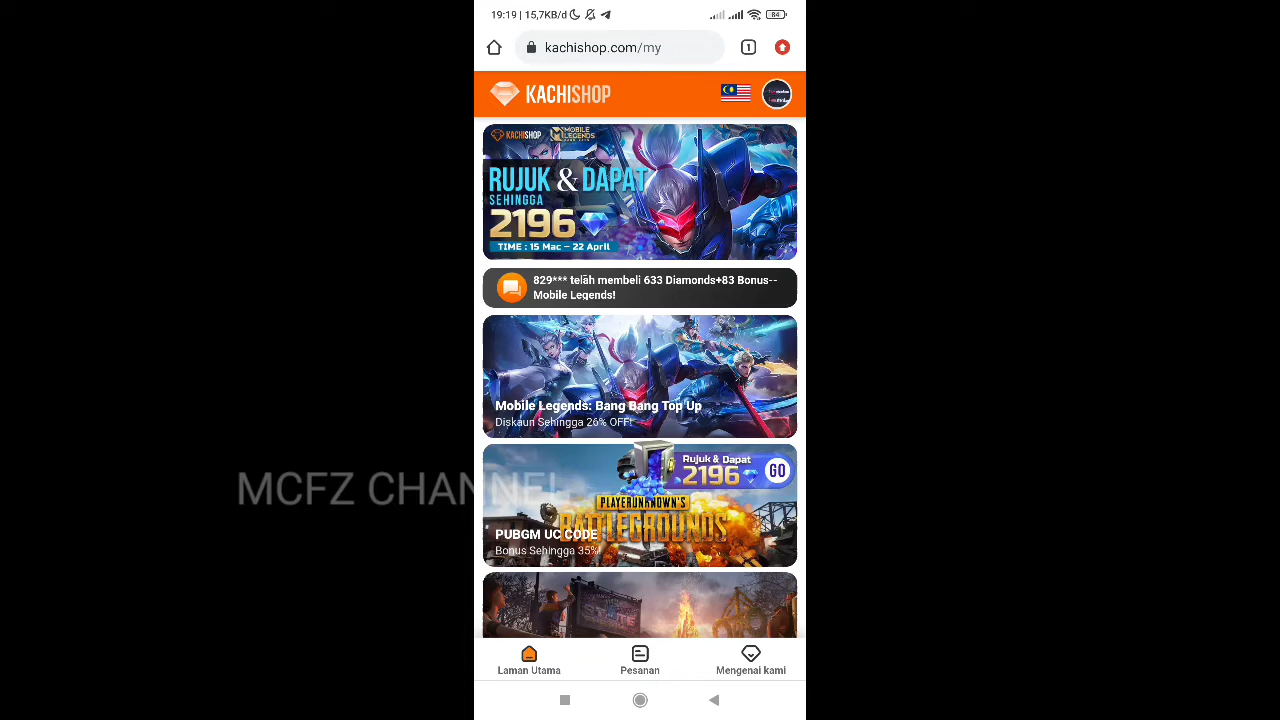 19:19 | 15,7KB/d
84
kachishop.com/my
1
KACHISHOP
KACHISHOP MOBILE LEGENDS
RUJUK & DAPAT
SEHINGGA
2196
TIME : 15 Mac – 22 April
829*** telah membeli 633 Diamonds+83 Bonus--
Mobile Legends!
Mobile Legends: Bang Bang Top Up
Diskaun Sehingga 26% OFF!
Rujuk & Dapat
2196 GO
MCFZ CHANNEL
PLAYERUNKNOWN'S
BATTLEGROUNDS
PUBGM UC CODE
Bonus Sehingga 35%!
Laman Utama
Pesanan
Mengenai kami